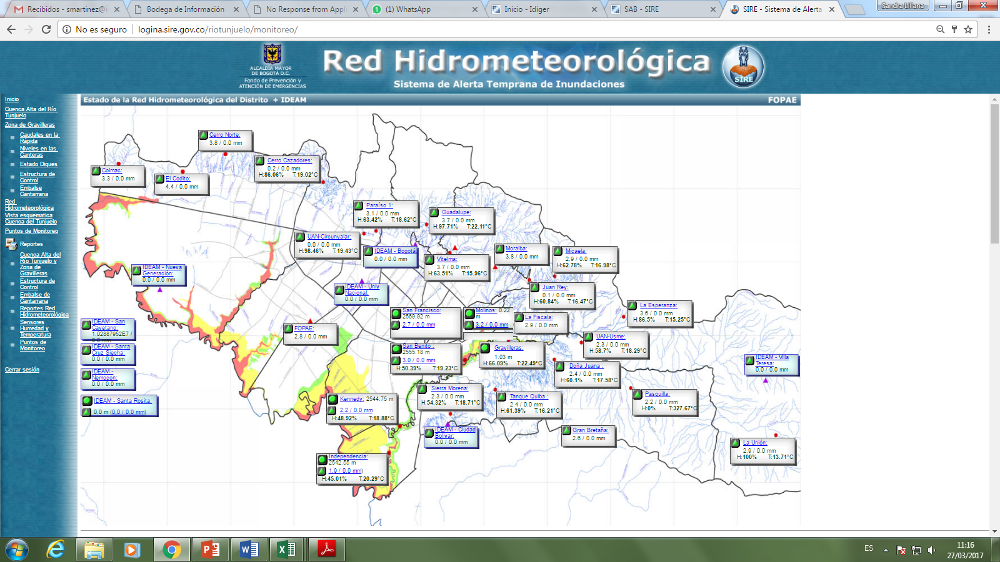 Recibidos - smartinez@i
Bodega de Información
No Response from Appl
(1) WhatsApp
Inicio - Idiger
SAB - SIRE
SIRE - Sistema de Alerta
Sandra Liliana
No es seguro
logina.sire.gov.co/riotunjuelo/monitoreo/
ALCALDÍA MAYOR
DE BOGOTÁ D.C.
Fondo de Prevención y
ATENCIÓN DE EMERGENCIAS
Red Hidrometeorológica
Sistema de Alerta Temprana de Inundaciones
SIRE
Inicio
Cuenca Alta del Río
Tunjuelo
Zona de Gravilleras
Caudales en la
Rápida
Niveles en las
Canteras
Estado Diques
Estructura de
Control
Embalse
Cantarrana
Red
Hidrometeorológica
Vista esquematica
Cuenca del Tunjuelo
Puntos de Monitoreo
Reportes
Cuenca Alta del
Río Tunjuelo y
Zona de
Gravilleras
Estructura de
Control
Embalse de
Cantarrana
Reportes Red
Hidrometeorológica
Sensores
Humedad y
Temperatura
Puntos de
Monitoreo
Cerrar sesión
Estado de la Red Hidrometeorológica del Distrito + IDEAM
FOPAE
Cerro Norte:
3.8 / 0.0 mm
Cerro Cazadores:
0.2 / 0.0 mm
H:86.06% T:19.02°C
Colmac:
3.3 / 0.0 mm
El Codito:
4.4 / 0.0 mm
Paraíso 1:
3.1 / 0.0 mm
H:63.42% T:18.62°C
Guadalupe:
3.7 / 0.0 mm
H:97.71% T:22.11°C
UAN-Circunvalar:
0.0 / 0.0 mm
H:98.46% T:19.43°C
IDEAM - Bogotá:
0.0 / 0.0 mm
Vitelma:
3.7 / 0.0 mm
H:63.51% T:15.96°C
Moralba:
3.8 / 0.0 mm
Micaela:
2.9 / 0.0 mm
H:62.78% T:16.98°C
IDEAM - Nueva
Generación:
0.0 / 0.0 mm
IDEAM - Univ
Nacional:
0.0 / 0.0 mm
Juan Rey:
0.1 / 0.0 mm
H:60.84% T:16.47°C
La Esperanza:
3.6 / 0.0 mm
H:86.5% T:15.25°C
San Francisco:
2569.92 m
2.7 / 0.0 mm
Molinos: 0.22
m
3.2 / 0.0 mm
La Fiscala:
2.9 / 0.0 mm
IDEAM - San
Cayetano:
1.02887952E7 /
FOPAE:
2.8 / 0.0 mm
UAN-Usme:
2.3 / 0.0 mm
H:58.7% T:18.29°C
IDEAM - Santa
Cruz Siecha:
0.0 / 0.0 mm
San Benito :
2555.18 m
3.0 / 0.0 mm
H:50.39% T:19.23°C
Gravilleras:
1.03 m
H:66.09% T:22.49°C
Doña Juana :
2.4 / 0.0 mm
H:60.1% T:17.58°C
IDEAM - Villa
Teresa:
0.0 / 0.0 mm
IDEAM -
Nemocon:
0.0 / 0.0 mm
Sierra Morena:
2.3 / 0.0 mm
H:54.32% T:18.71°C
Tanque Quiba :
2.4 / 0.0 mm
H:61.39% T:16.21°C
Pasquilla:
2.2 / 0.0 mm
H:0% T:327.67°C
IDEAM - Santa Rosita:
0.0 m (0.0 / 0.0 mm)
Kennedy: 2544.75 m
2.2 / 0.0 mm
H:48.92% T:18.88°C
IDEAM - Ciudad
Bolivar:
0.0 / 0.0 mm
Gran Bretaña:
2.6 / 0.0 mm
La Unión:
2.9 / 0.0 mm
H:100% T:13.71°C
Independencia:
2542.55 m
1.9 / 0.0 mm)
H:45.01% T:20.29°C
ES
11:16
27/03/2017